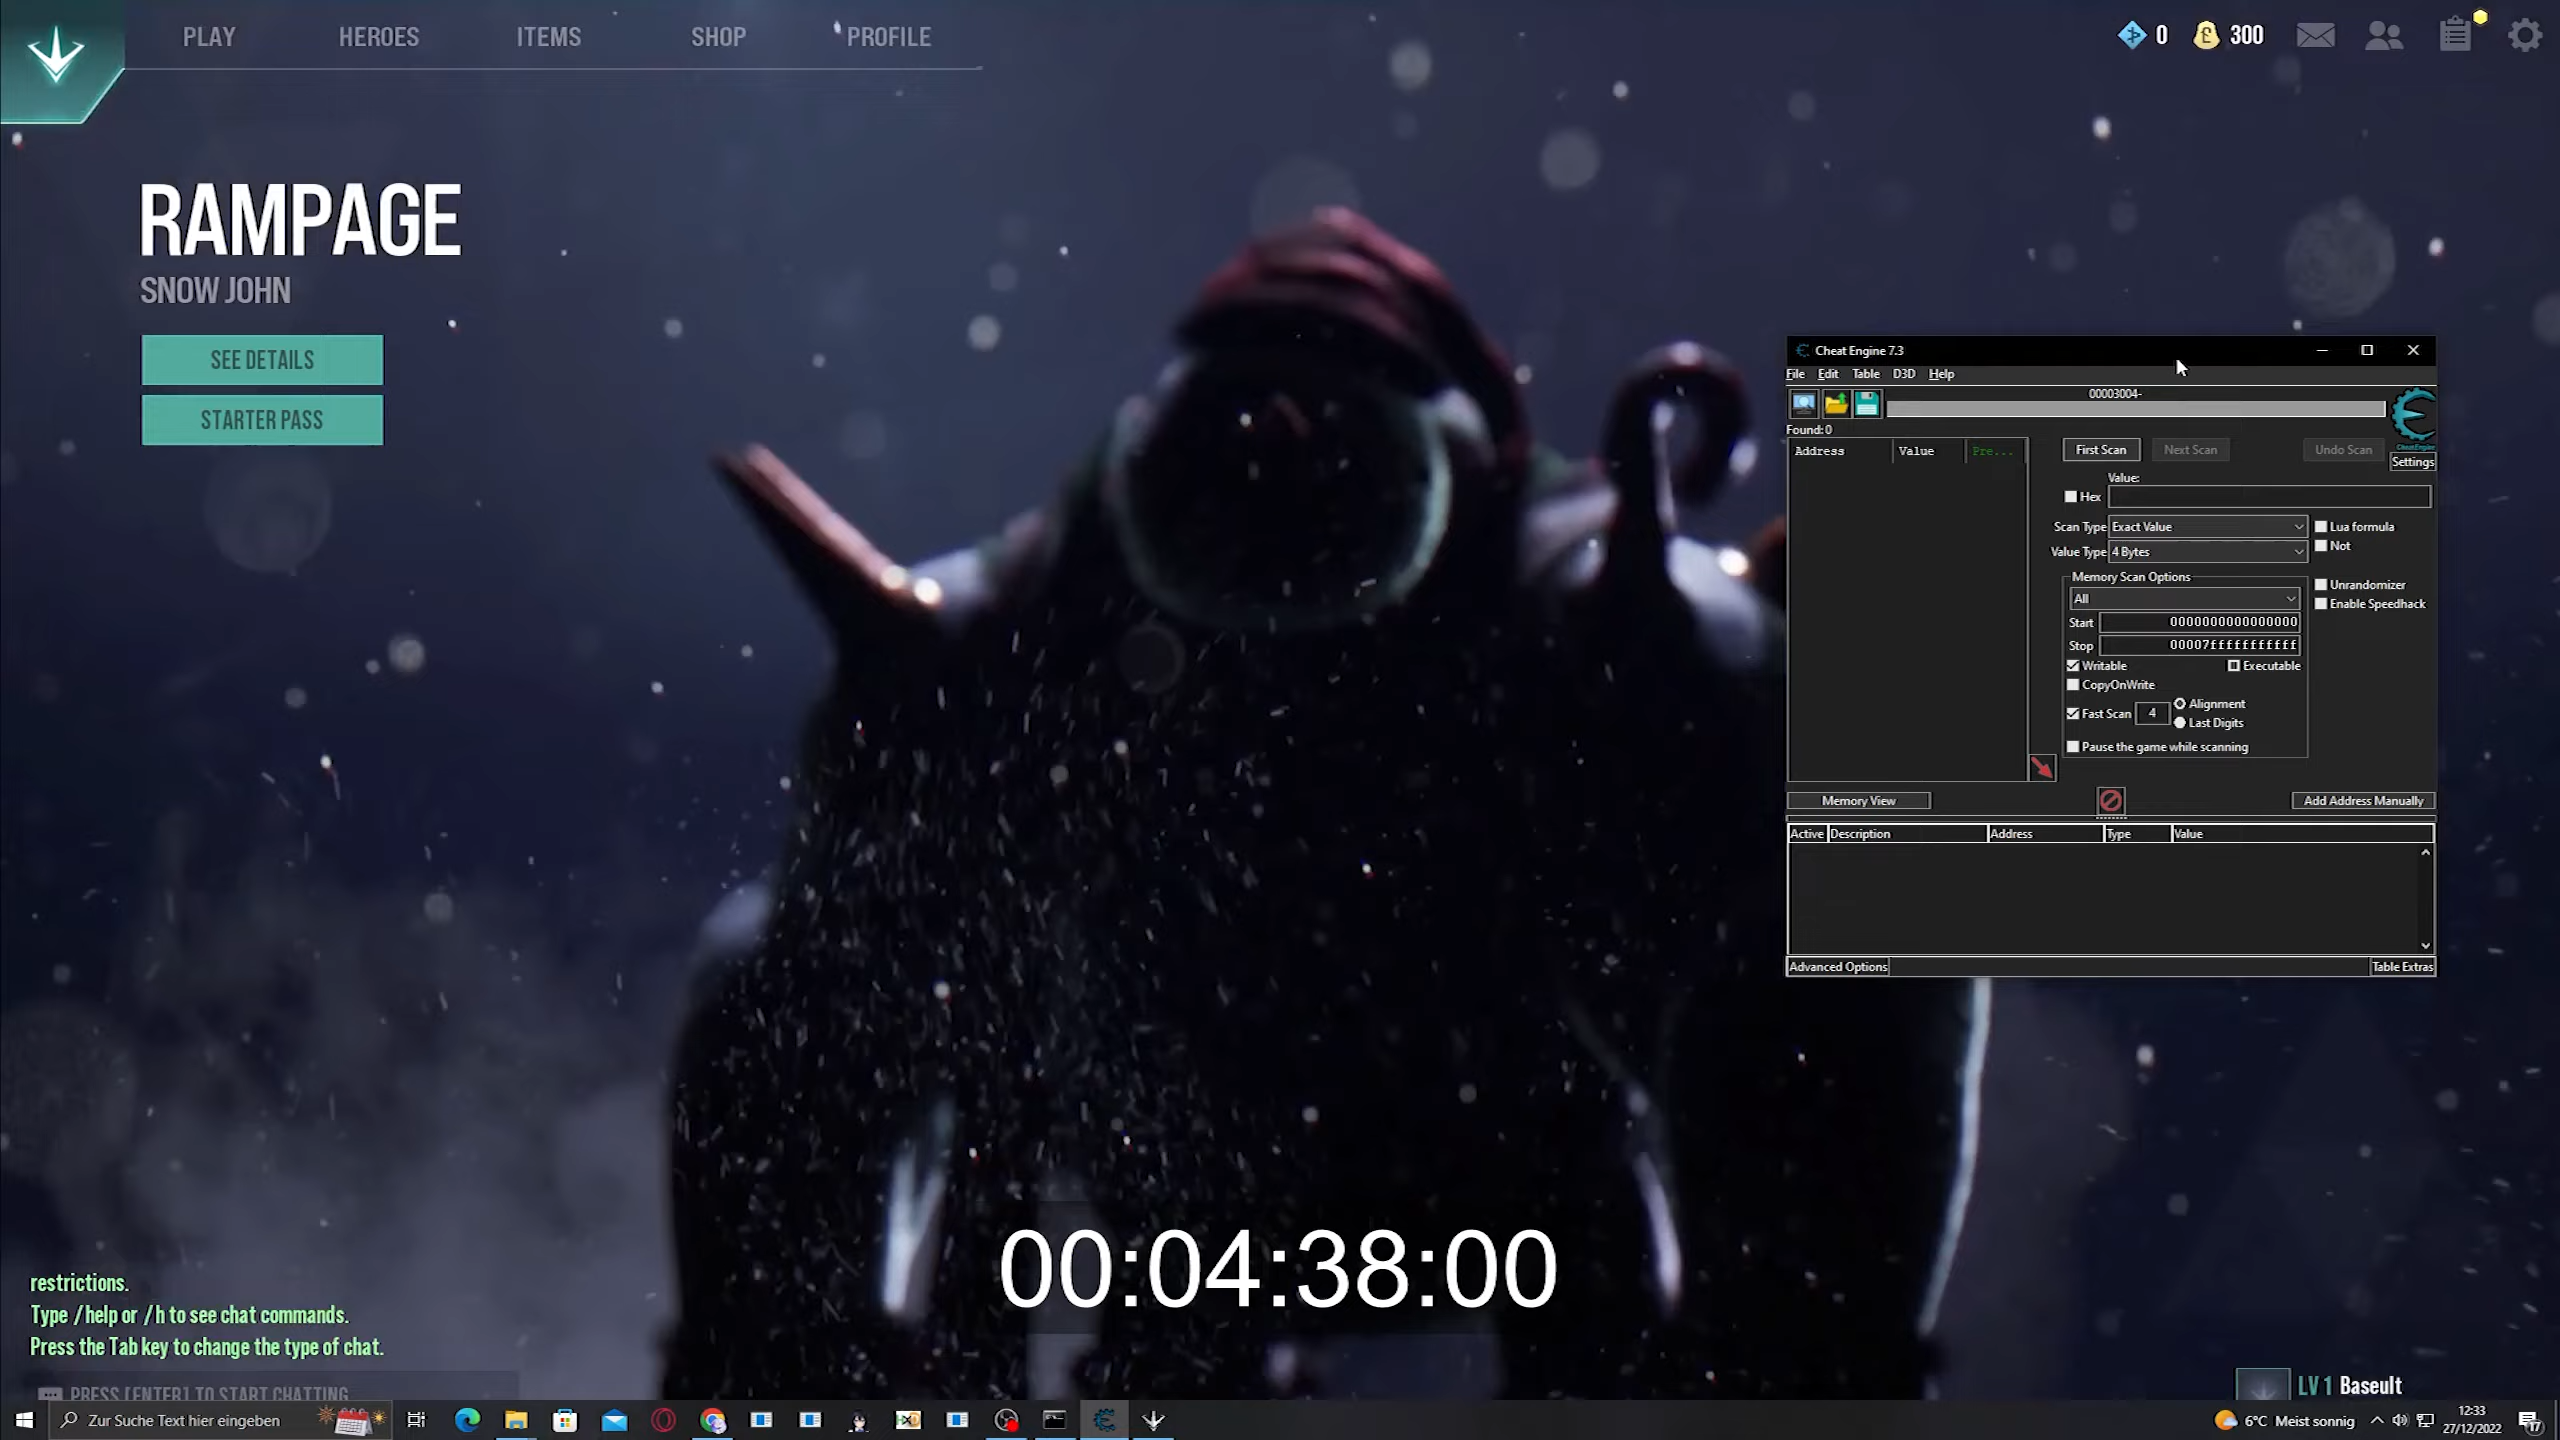 PLAY HEROES ITEMS SHOP PROFILE
0 300
RAMPAGE
SNOW JOHN
SEE DETAILS
STARTER PASS
Cheat Engine 7.3
File Edit Table D3D Help
00003004-
Found:0
Address Value Pre...
First Scan Next Scan Undo Scan
Settings
Value:
Hex
Scan Type Exact Value Lua formula
Not
Value Type 4 Bytes
Memory Scan Options
All
Unrandomizer
Enable Speedhack
Start 0000000000000000
Stop 00007fffffffffff
Writable Executable
CopyOnWrite
Fast Scan 4 Alignment
Last Digits
Pause the game while scanning
Memory View Add Address Manually
Active Description Address Type Value
Advanced Options Table Extras
00:04:38:00
restrictions.
Type /help or /h to see chat commands.
Press the Tab key to change the type of chat.
PRESS [ENTER] TO START CHATTING
LV 1 Baseult
Zur Suche Text hier eingeben
6°C Meist sonnig
12:33
27/12/2022
17